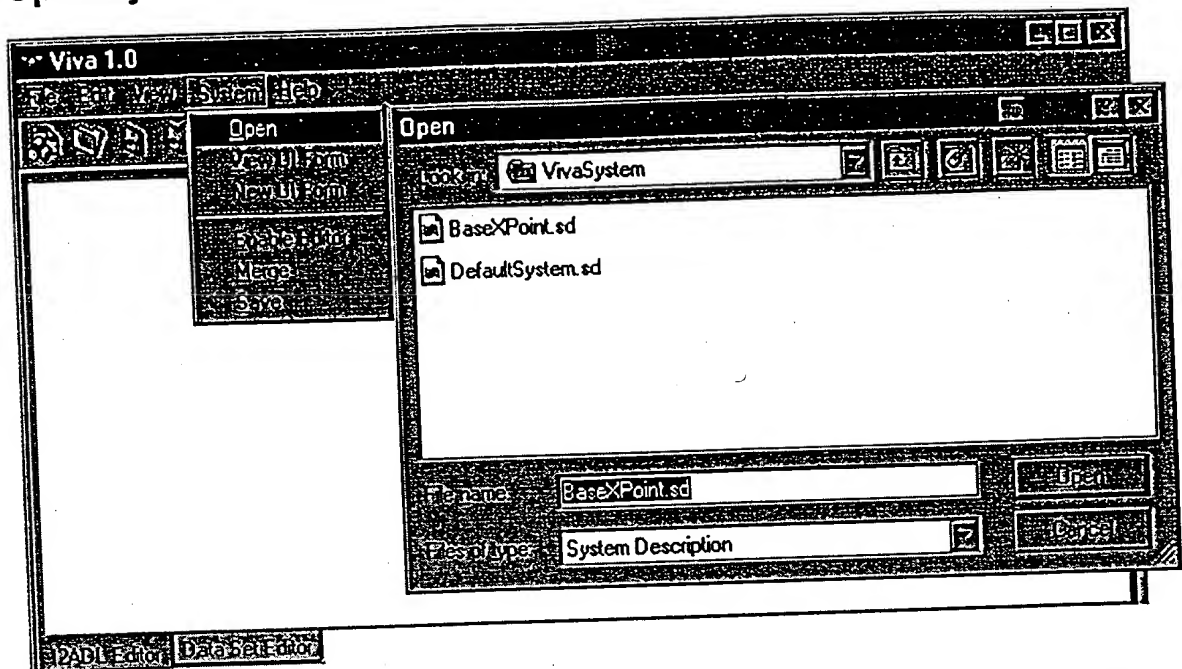 Viva 1.0
File Edit View System Help
Open
View UI Form
New UI Form
Enable Editor
Merge
Save
Open
Look in: VivaSystem
BaseXPoint.sd
DefaultSystem.sd
File name: BaseXPoint.sd
Open
Files of type: System Description
Cancel
I2ADL Editor Data Set Editor